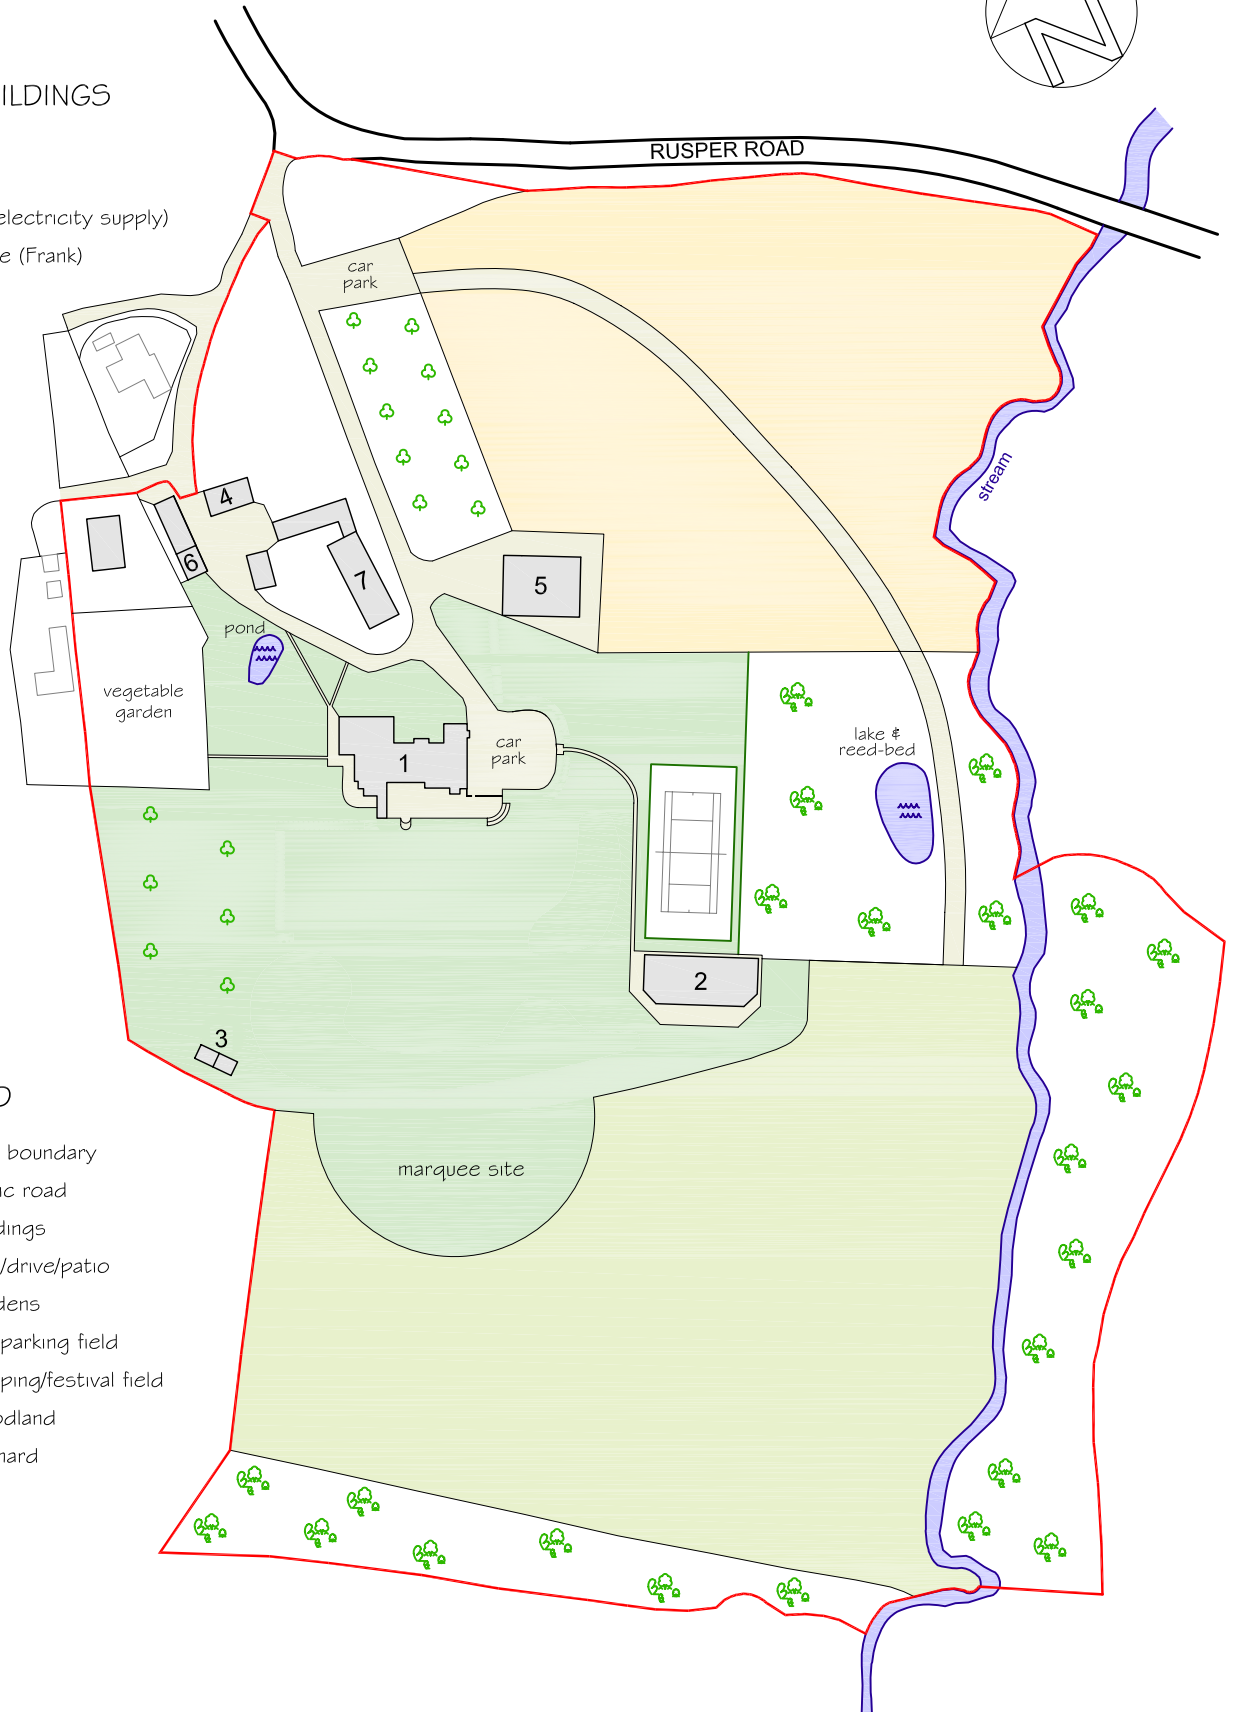 N
ILDINGS
RUSPER ROAD
electricity supply)
e (Frank)
car
park
stream
4
6
7
5
pond
vegetable
garden
1
car
park
lake &
reed-bed
2
3
O
boundary
ic road
dings
/drive/patio
dens
parking field
ping/festival field
odland
hard
marquee site